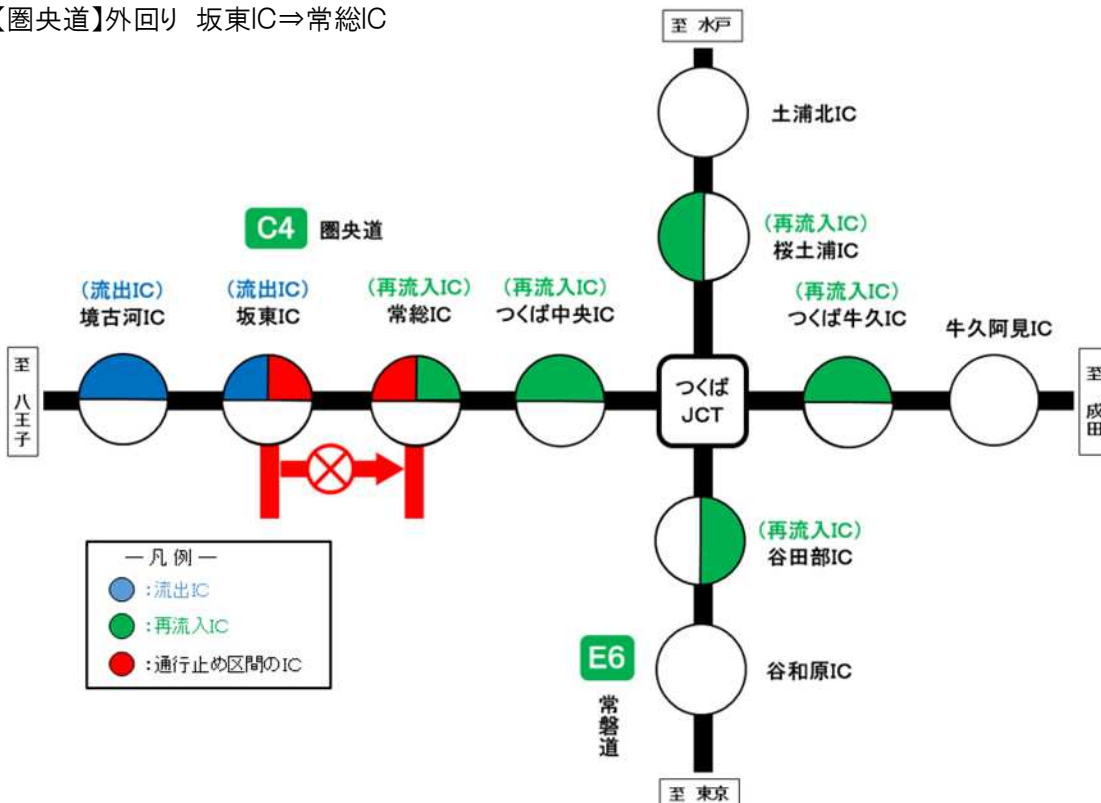 【圏央道】外回り 坂東IC⇒常総IC
至 水戸
土浦北IC
C4 圏央道
(再流入IC)
桜土浦IC
(流出IC)
境古河IC
(流出IC)
坂東IC
(再流入IC)
常総IC
(再流入IC)
つくば中央IC
(再流入IC)
つくば牛久IC
牛久阿見IC
至 八王子
つくば
JCT
至 成田
(再流入IC)
谷田部IC
―凡例―
:流出IC
:再流入IC
:通行止め区間のIC
E6
常磐道
谷和原IC
至 東京